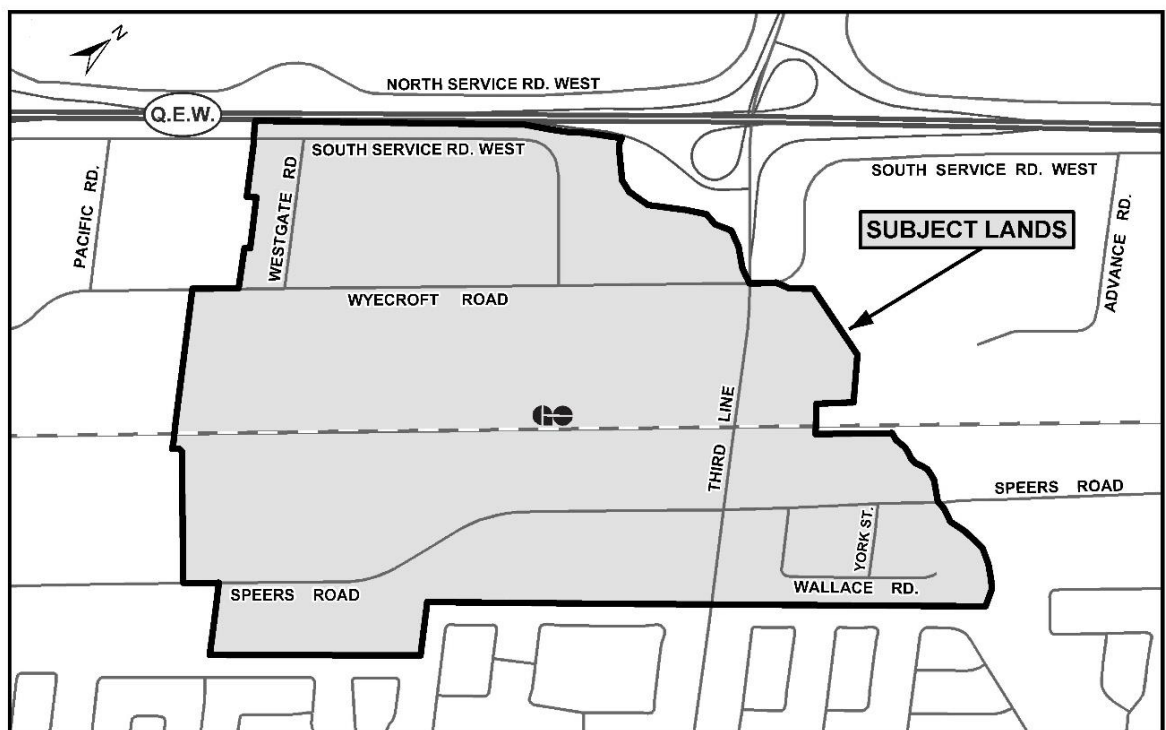 N
NORTH SERVICE RD. WEST
Q.E.W.
SOUTH SERVICE RD. WEST
SOUTH SERVICE RD. WEST
PACIFIC RD.
WESTGATE RD
SUBJECT LANDS
ADVANCE RD.
WYECROFT ROAD
GO
THIRD LINE
SPEERS ROAD
YORK ST.
SPEERS ROAD
WALLACE RD.